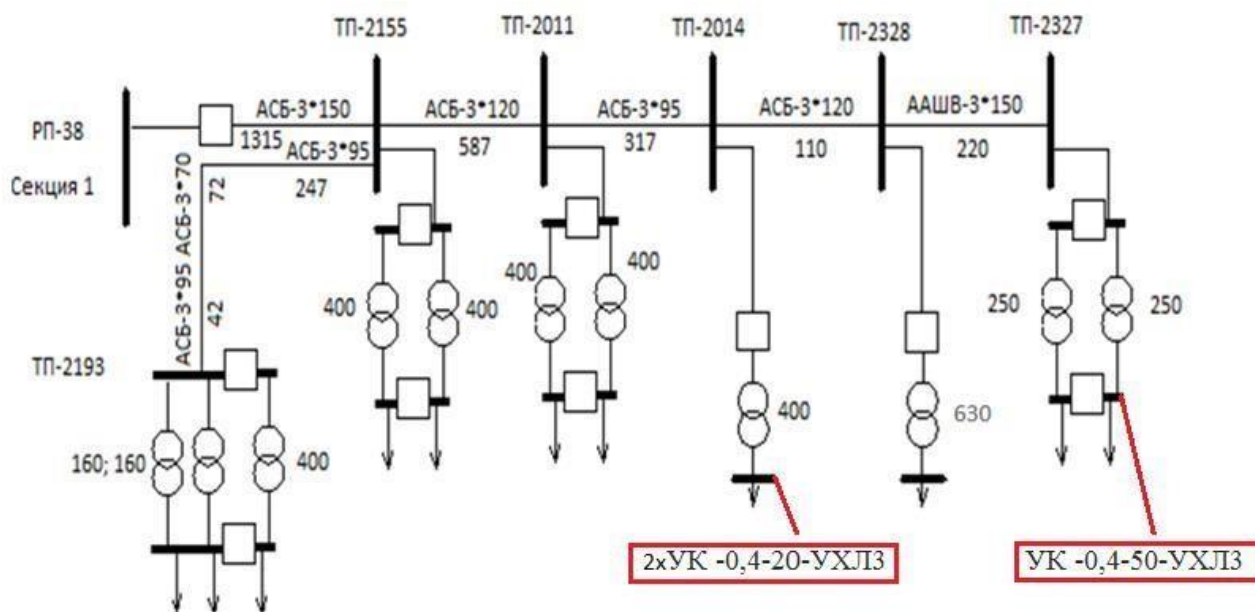 ТП-2155
ТП-2011
ТП-2014
ТП-2328
ТП-2327
РП-38
Секция 1
АСБ-3*150
1315
АСБ-3*120
587
АСБ-3*95
317
АСБ-3*120
110
ААШВ-3*150
220
АСБ-3*95
247
АСБ-3*95 АСБ-3*70
72
42
ТП-2193
160; 160
400
400
400
400
400
400
630
250
250
2xУК -0,4-20-УХЛ3
УК -0,4-50-УХЛ3